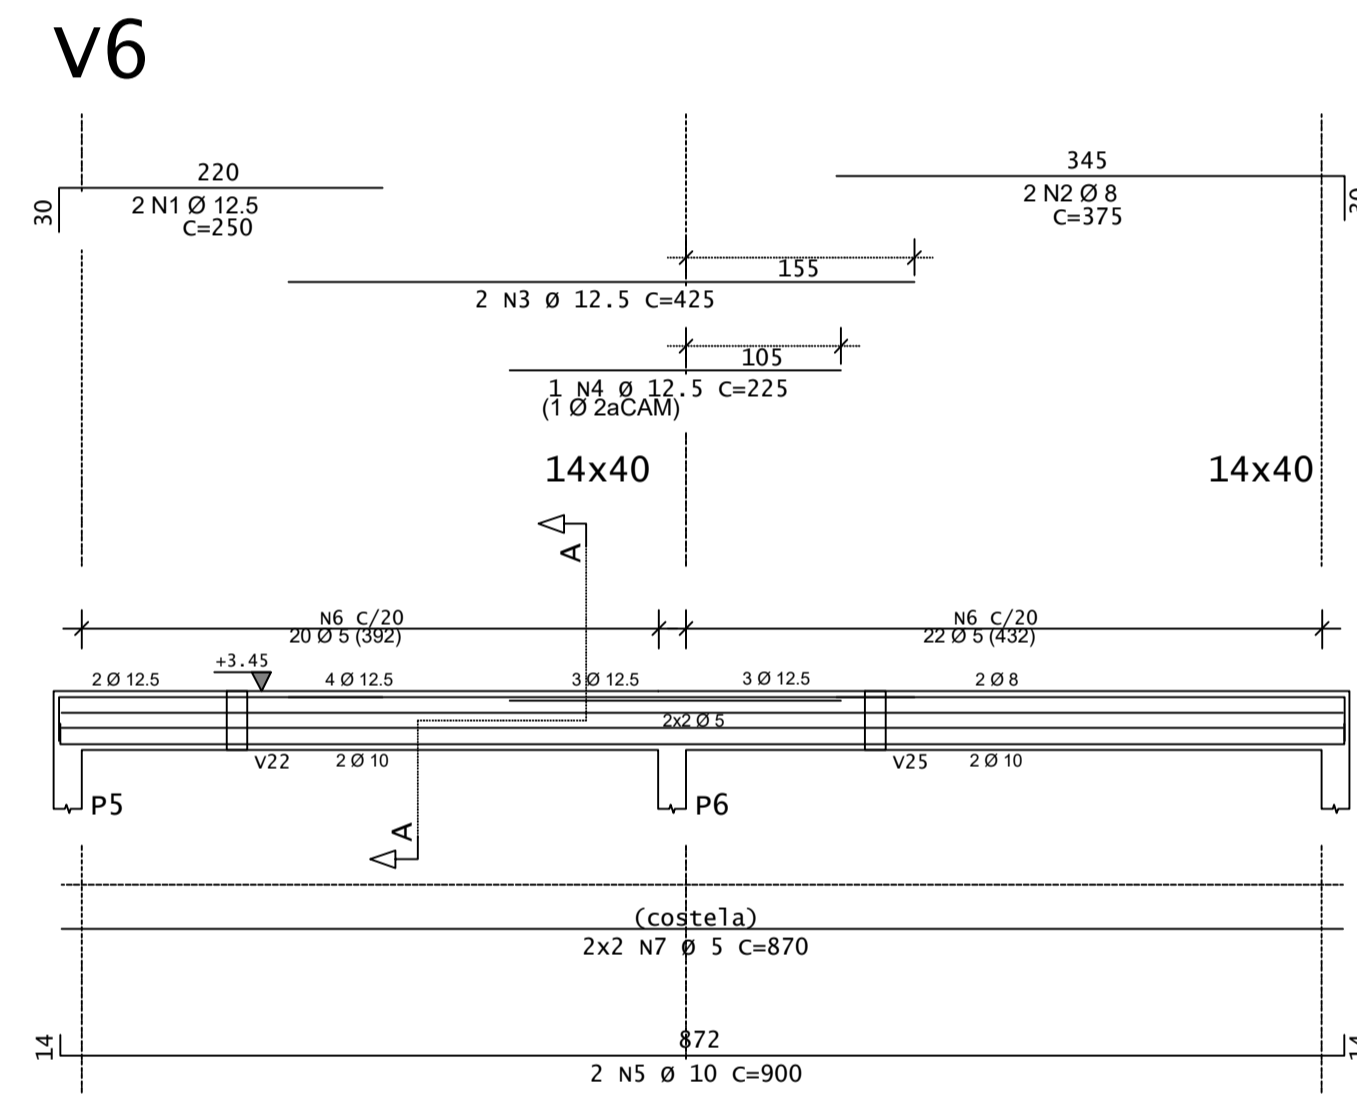 V6
220
30
2 N1 Ø 12.5
C=250
345
2 N2 Ø 8
C=375
155
2 N3 Ø 12.5 C=425
105
1 N4 Ø 12.5 C=225
(1 Ø 2aCAM)
14x40
14x40
A
N6 C/20
20 Ø 5 (392)
N6 C/20
22 Ø 5 (432)
+3.45
2 Ø 12.5
4 Ø 12.5
3 Ø 12.5
3 Ø 12.5
2 Ø 8
2x2 Ø 5
V22
2 Ø 10
V25
2 Ø 10
P5
P6
A
(costela)
2x2 N7 Ø 5 C=870
14
872
2 N5 Ø 10 C=900